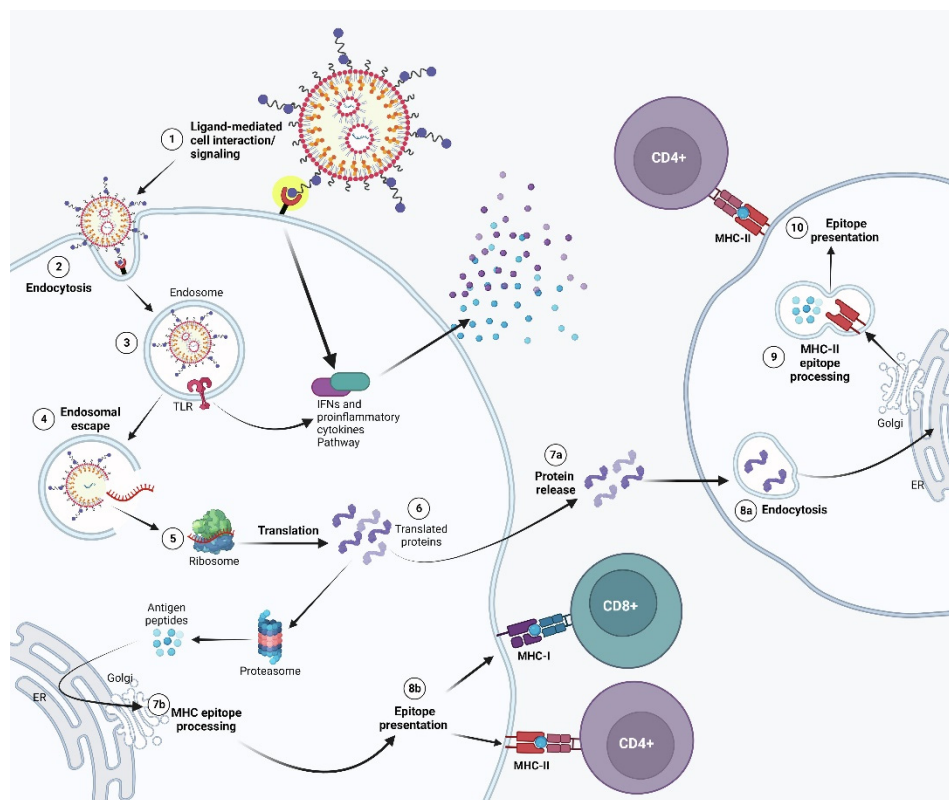 1
Ligand-mediated
cell interaction/
signaling
2
Endocytosis
Endosome
3
TLR
4
Endosomal
escape
IFNs and
proinflammatory
cytokines
Pathway
5
Ribosome
Translation
6
Translated
proteins
7a
Protein
release
8a
Endocytosis
ER
Golgi
9
MHC-II
epitope
processing
10
Epitope
presentation
MHC-II
CD4+
Proteasome
Antigen
peptides
ER
Golgi
7b
MHC epitope
processing
8b
Epitope
presentation
MHC-I
CD8+
MHC-II
CD4+